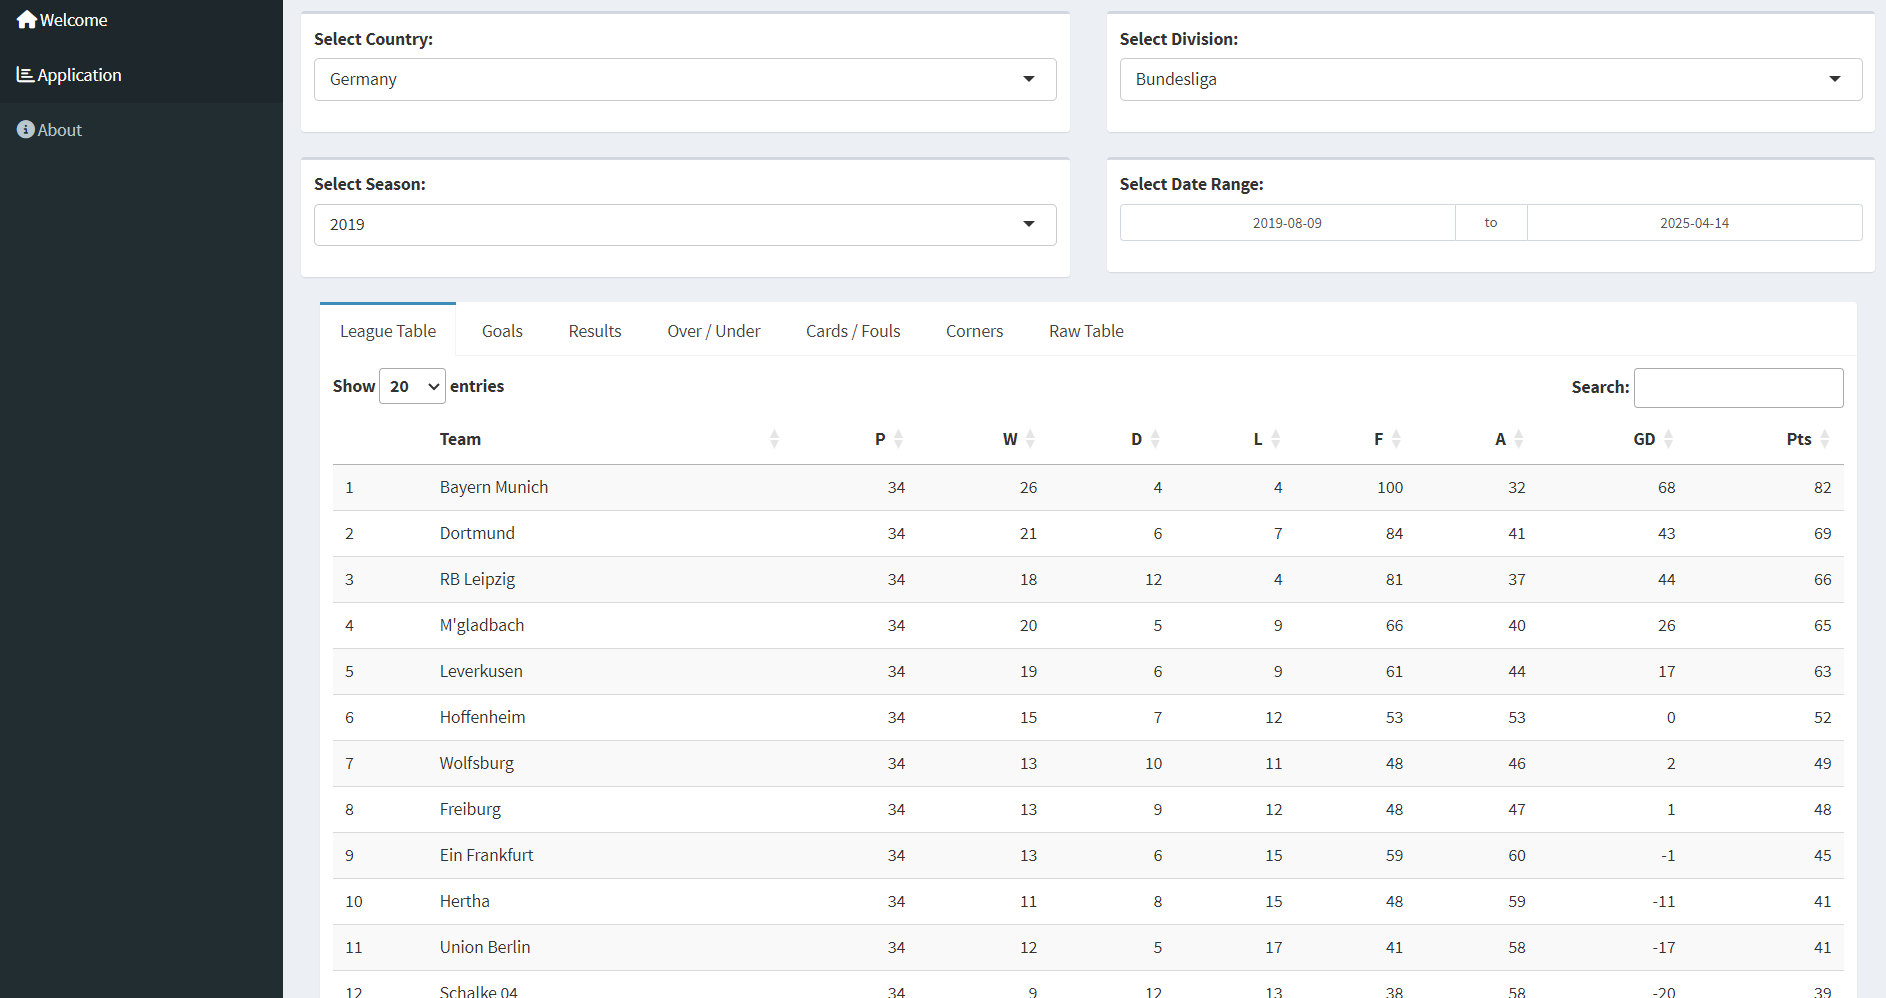 Welcome
Application
About
Select Country:
Germany
Select Division:
Bundesliga
Select Season:
2019
Select Date Range:
2019-08-09 to 2025-04-14
League Table Goals Results Over / Under Cards / Fouls Corners Raw Table
Show 20 entries Search:
Team P W D L F A GD Pts
1 Bayern Munich 34 26 4 4 100 32 68 82
2 Dortmund 34 21 6 7 84 41 43 69
3 RB Leipzig 34 18 12 4 81 37 44 66
4 M'gladbach 34 20 5 9 66 40 26 65
5 Leverkusen 34 19 6 9 61 44 17 63
6 Hoffenheim 34 15 7 12 53 53 0 52
7 Wolfsburg 34 13 10 11 48 46 2 49
8 Freiburg 34 13 9 12 48 47 1 48
9 Ein Frankfurt 34 13 6 15 59 60 -1 45
10 Hertha 34 11 8 15 48 59 -11 41
11 Union Berlin 34 12 5 17 41 58 -17 41
12 Schalke 04 34 9 12 13 38 58 -20 39